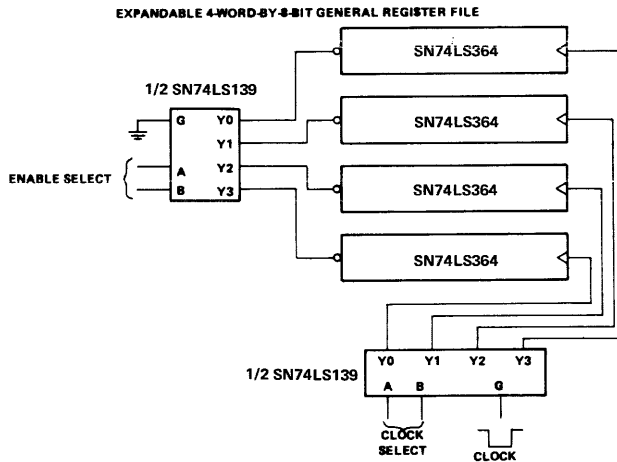 EXPANDABLE 4-WORD-BY-8-BIT GENERAL REGISTER FILE
SN74LS364
1/2 SN74LS139
G Y0
SN74LS364
Y1
A Y2
ENABLE SELECT
B Y3
SN74LS364
SN74LS364
Y0 Y1 Y2 Y3
1/2 SN74LS139
A B G
CLOCK
SELECT
CLOCK